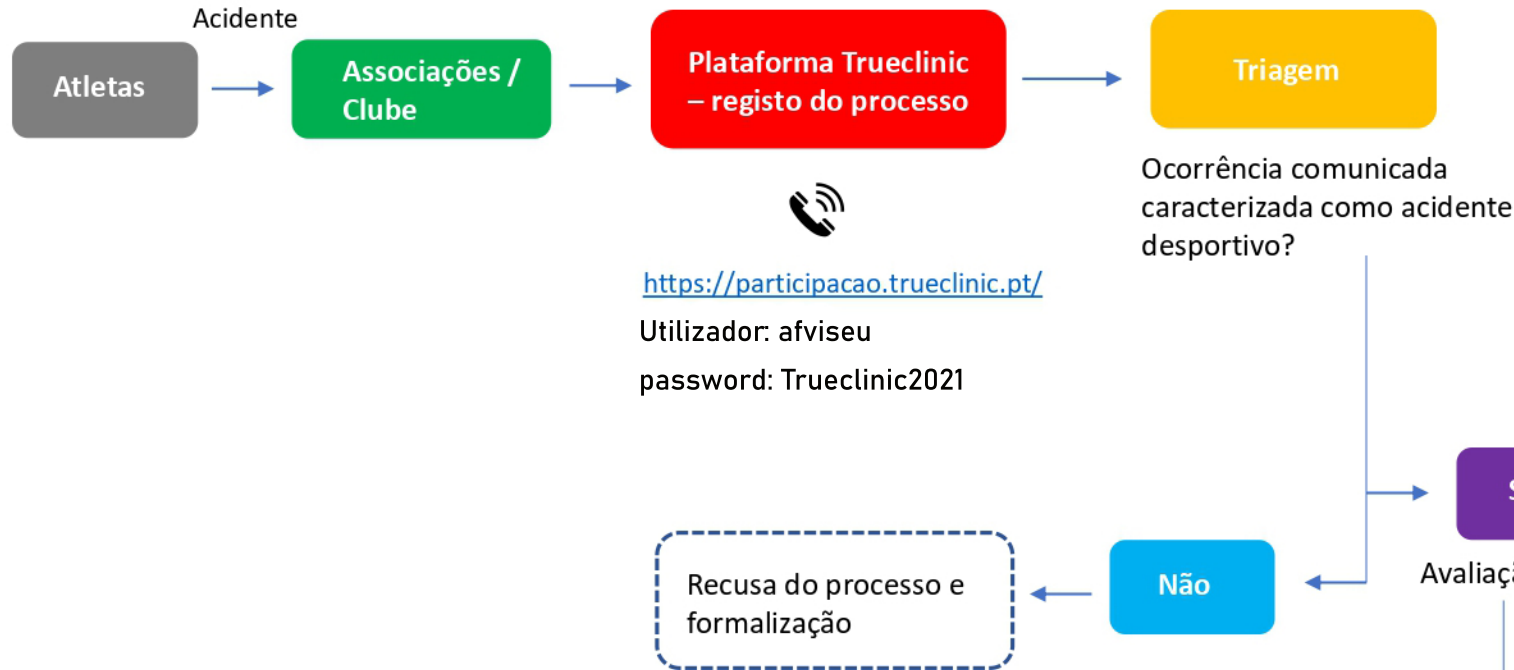 Acidente
Atletas
Associações /
Clube
Plataforma Trueclinic
– registo do processo
Triagem
Ocorrência comunicada
caracterizada como acidente
desportivo?
https://participacao.trueclinic.pt/
Utilizador: afviseu
password: Trueclinic2021
Recusa do processo e
formalização
Não